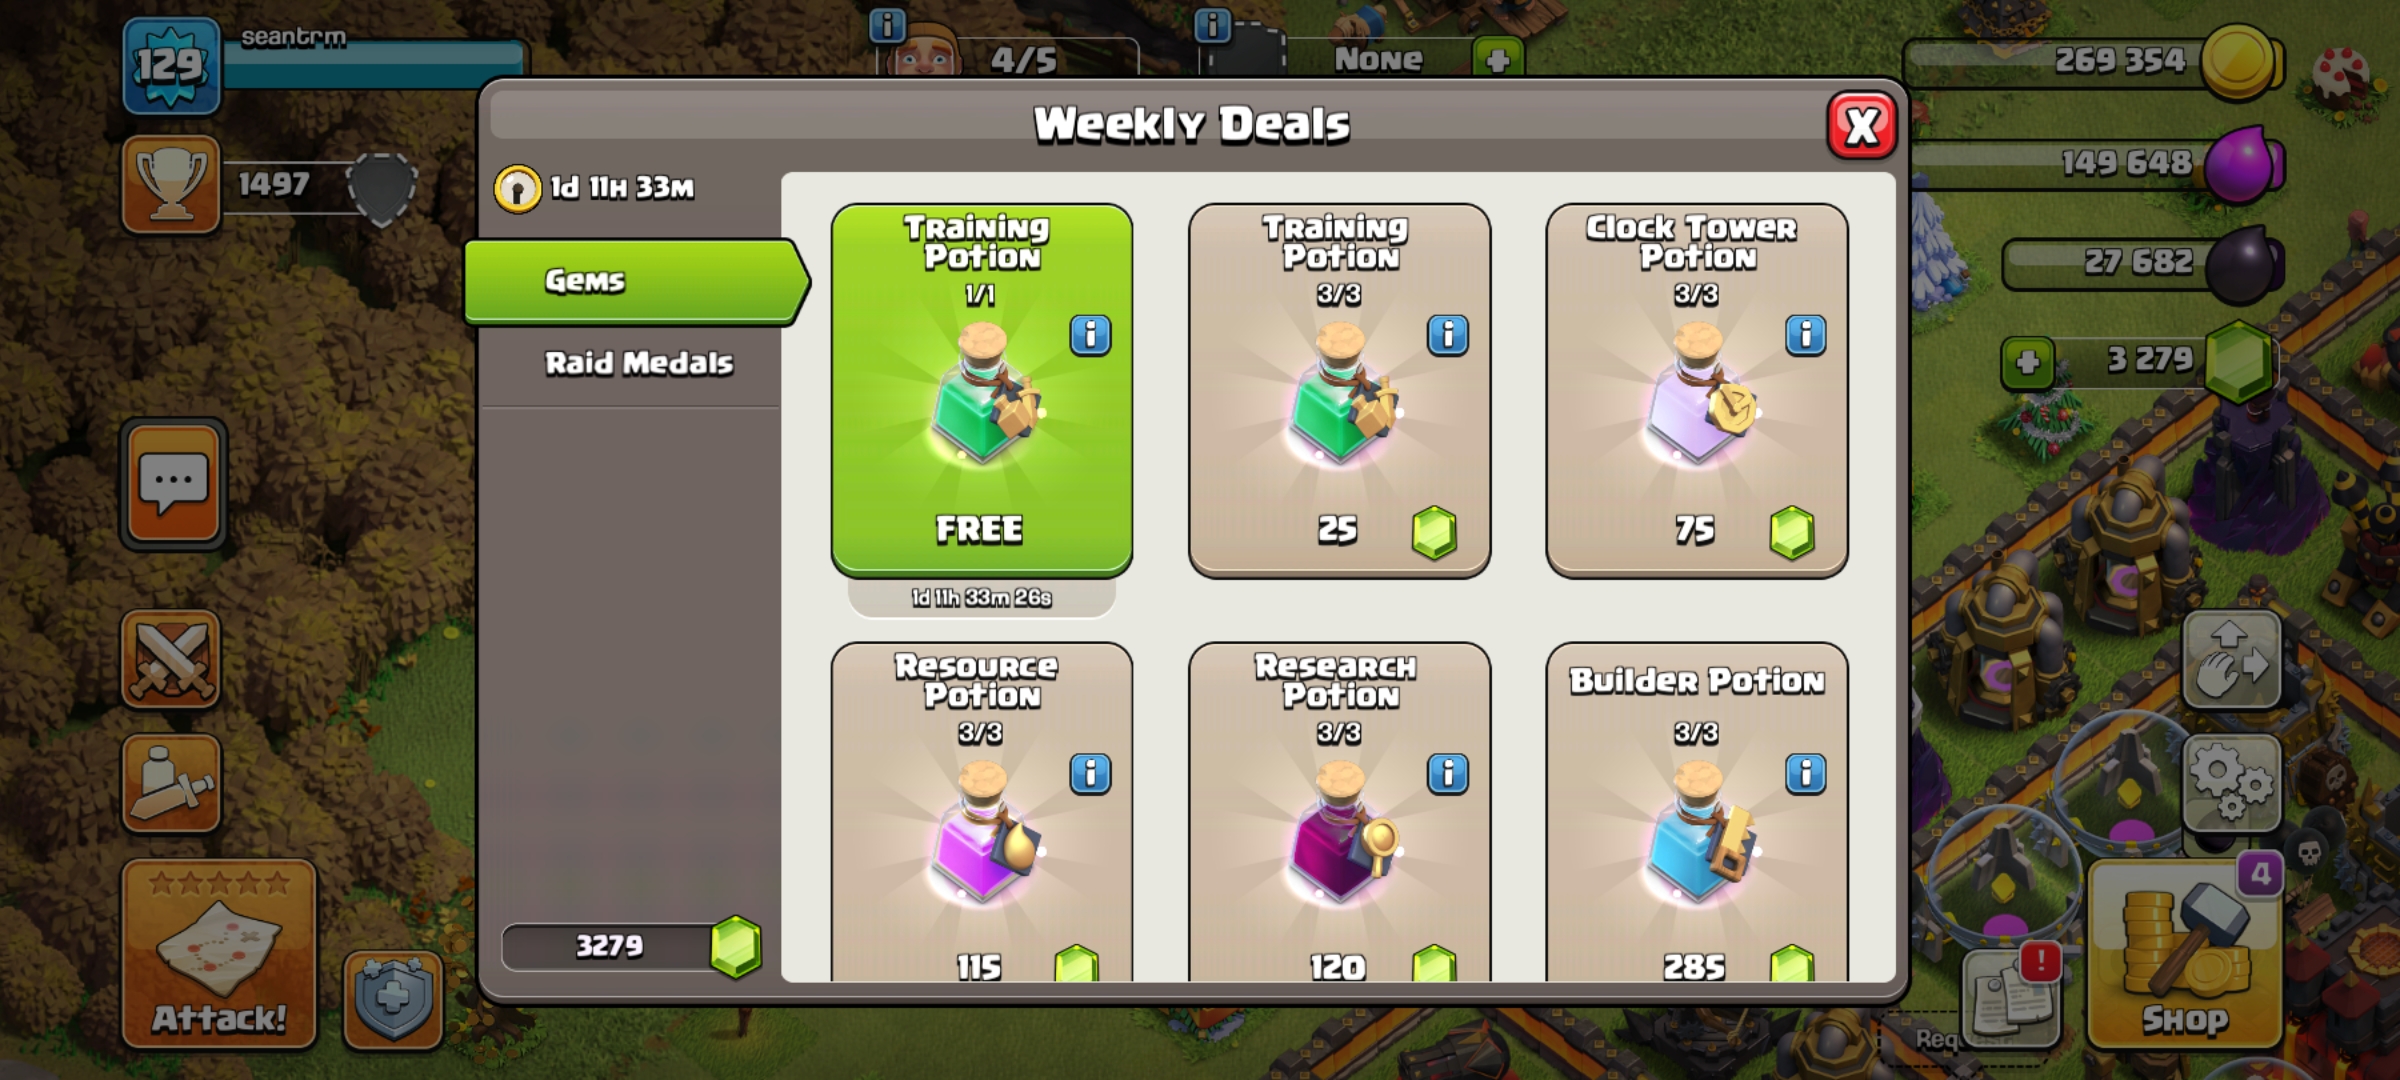 129
seantrm
4/5
None
269 354
1497
149 648
27 682
3 279
Weekly Deals
X
1d 11H 33M
Gems
Raid Medals
3279
Training
Potion
1/1
FREE
1d 11h 33m 26s
Training
Potion
3/3
25
Clock Tower
Potion
3/3
75
Resource
Potion
3/3
115
Research
Potion
3/3
120
Builder Potion
3/3
285
Attack!
4
!
Shop